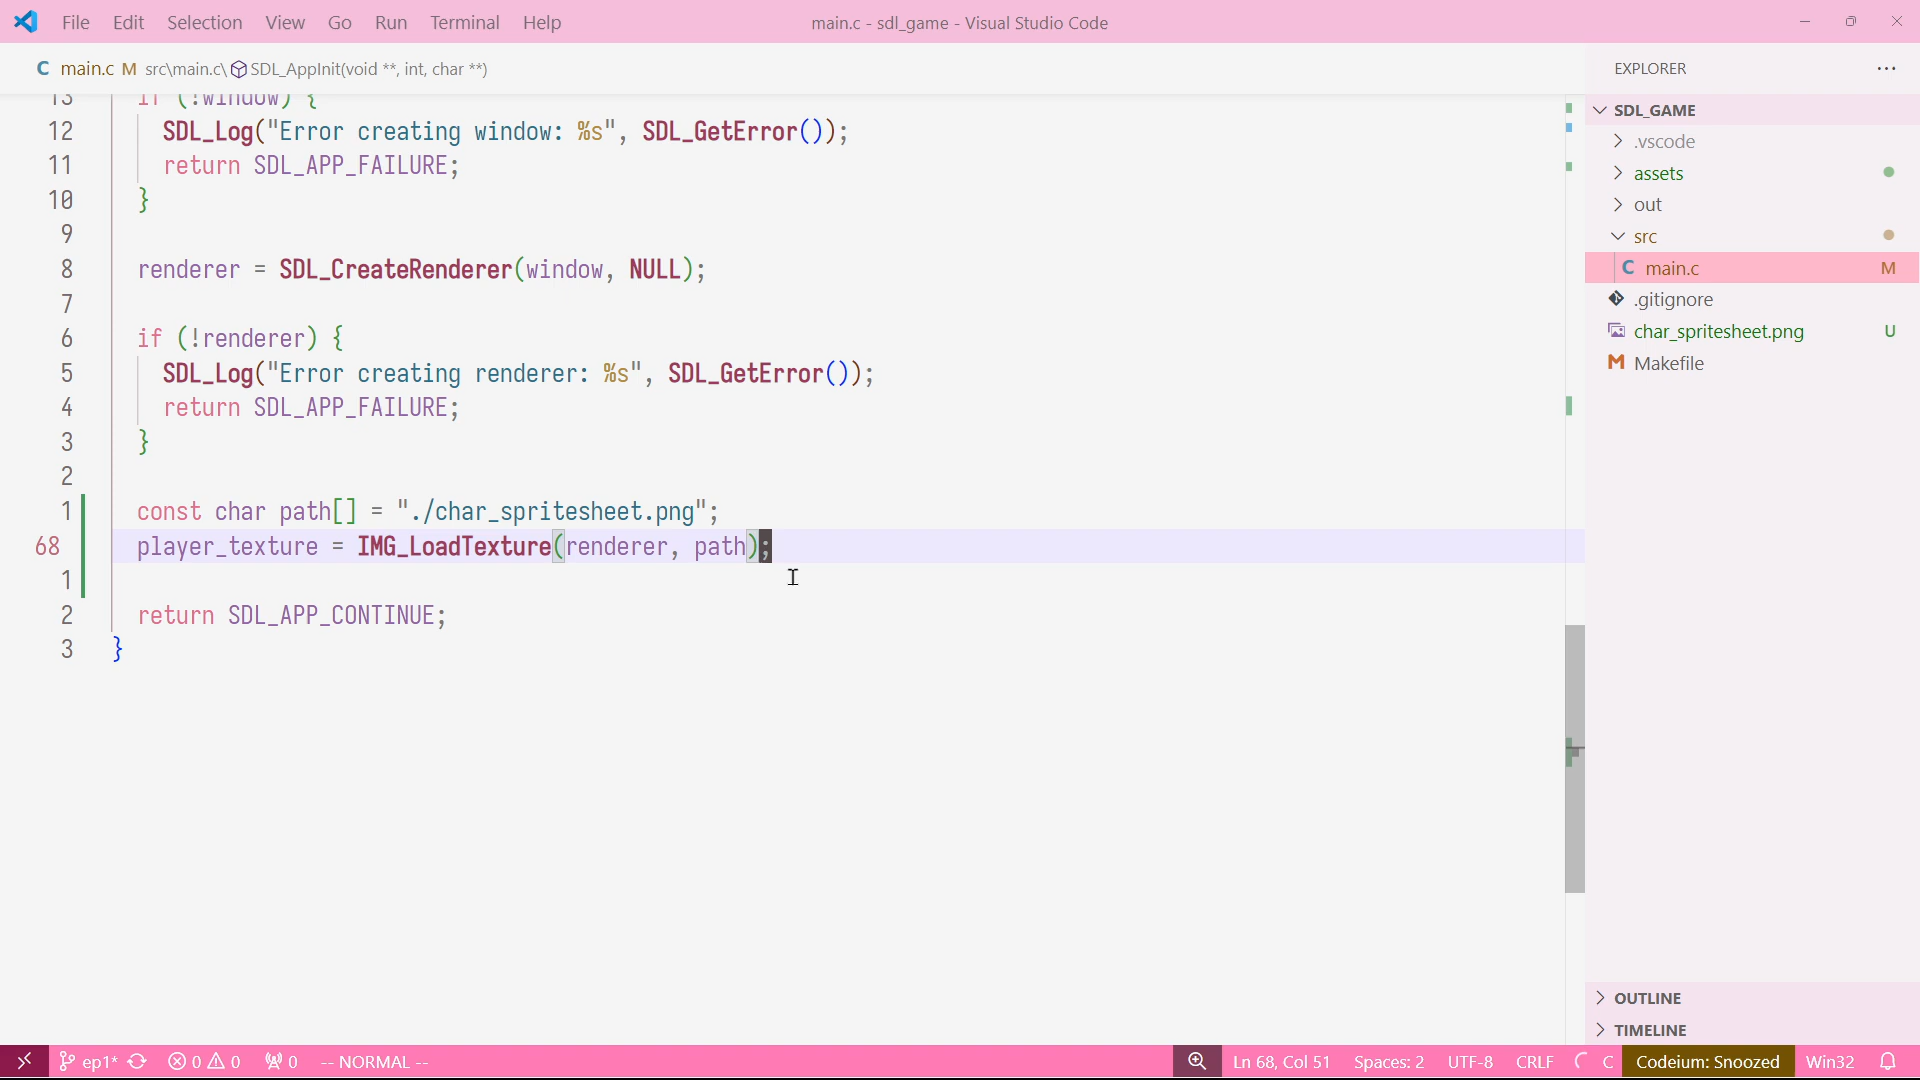 File Edit Selection View Go Run Terminal Help
main.c - sdl_game - Visual Studio Code
C main.c M src\main.c\ SDL_AppInit(void **, int, char **)
13 if (!window) {
12 SDL_Log("Error creating window: %s", SDL_GetError());
11 return SDL_APP_FAILURE;
10 }
9
8 renderer = SDL_CreateRenderer(window, NULL);
7
6 if (!renderer) {
5 SDL_Log("Error creating renderer: %s", SDL_GetError());
4 return SDL_APP_FAILURE;
3 }
2
1 const char path[] = "./char_spritesheet.png";
68 player_texture = IMG_LoadTexture(renderer, path);
1
2 return SDL_APP_CONTINUE;
3 }
EXPLORER ···
SDL_GAME
.vscode
assets
out
src
C main.c M
.gitignore
char_spritesheet.png U
M Makefile
OUTLINE
TIMELINE
ep1* 0 0 0 -- NORMAL -- Ln 68, Col 51 Spaces: 2 UTF-8 CRLF C Codeium: Snoozed Win32